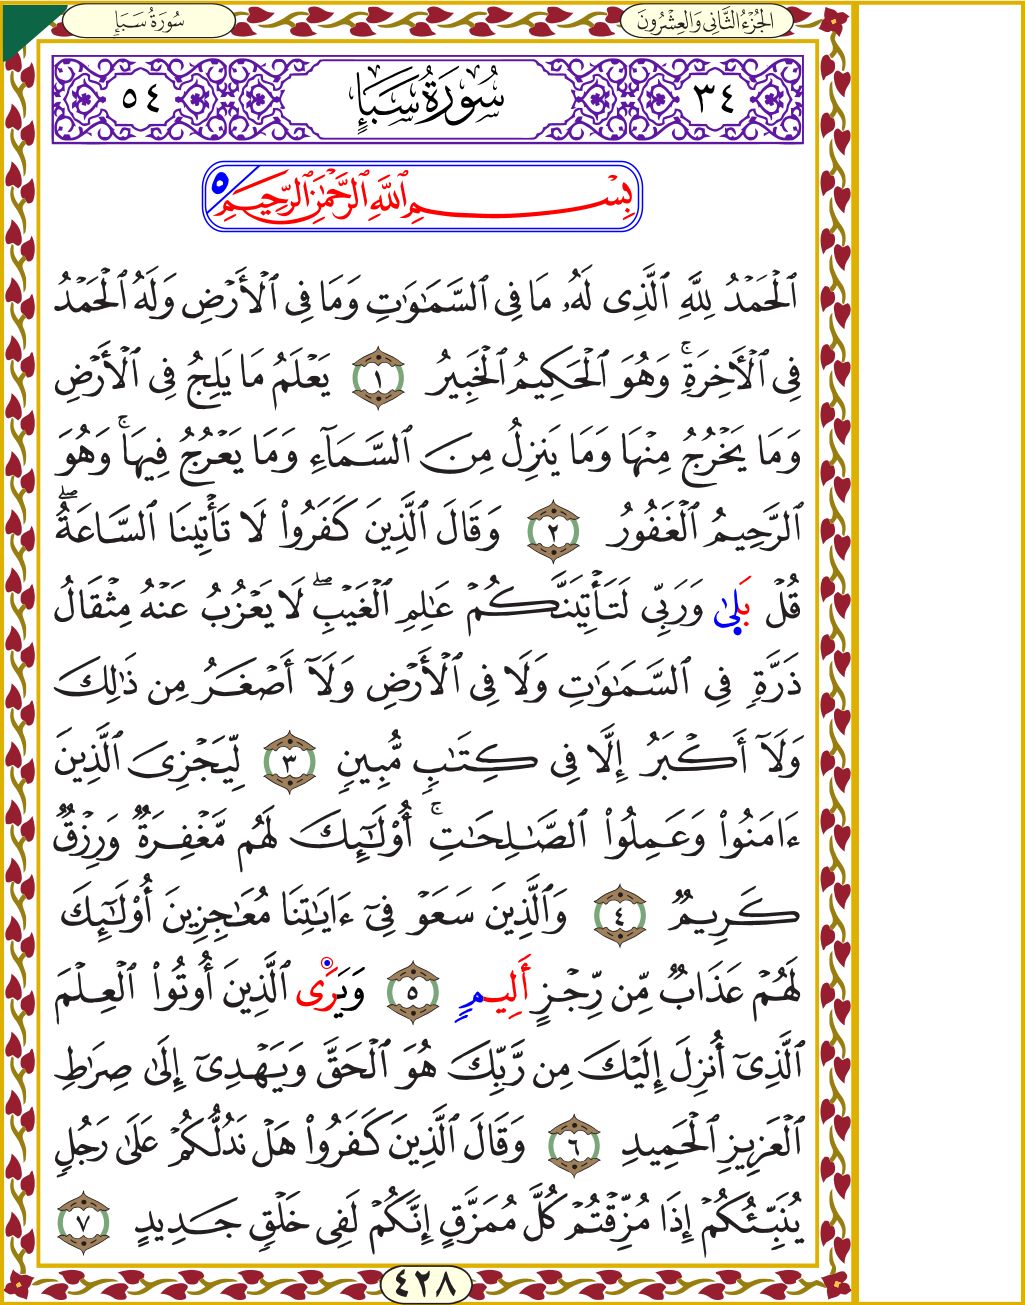 الجُزْءُ الثَّانِي وَالعِشْرُونَ
سُورَةُ سَبَإٍ
٣٤
سُورَةُ سَبَإٍ
٥٤
بِسْمِ ٱللَّهِ ٱلرَّحْمَٰنِ ٱلرَّحِيمِ ٥
ٱلْحَمْدُ لِلَّهِ ٱلَّذِى لَهُۥ مَا فِى ٱلسَّمَٰوَٰتِ وَمَا فِى ٱلْأَرْضِ وَلَهُ ٱلْحَمْدُ
فِى ٱلْأَخِرَةِۚ وَهُوَ ٱلْحَكِيمُ ٱلْخَبِيرُ ١ يَعْلَمُ مَا يَلِجُ فِى ٱلْأَرْضِ
وَمَا يَخْرُجُ مِنْهَا وَمَا يَنزِلُ مِنَ ٱلسَّمَآءِ وَمَا يَعْرُجُ فِيهَاۚ وَهُوَ
ٱلرَّحِيمُ ٱلْغَفُورُ ٢ وَقَالَ ٱلَّذِينَ كَفَرُوا۟ لَا تَأْتِينَا ٱلسَّاعَةُۖ
قُلْ بَلَىٰ وَرَبِّى لَتَأْتِيَنَّكُمْ عَٰلِمِ ٱلْغَيْبِۖ لَا يَعْزُبُ عَنْهُ مِثْقَالُ
ذَرَّةٍ فِى ٱلسَّمَٰوَٰتِ وَلَا فِى ٱلْأَرْضِ وَلَآ أَصْغَرُ مِن ذَٰلِكَ
وَلَآ أَكْبَرُ إِلَّا فِى كِتَٰبٍ مُّبِينٍ ٣ لِّيَجْزِىَ ٱلَّذِينَ
ءَامَنُوا۟ وَعَمِلُوا۟ ٱلصَّٰلِحَٰتِۚ أُو۟لَٰٓئِكَ لَهُم مَّغْفِرَةٌ وَرِزْقٌ
كَرِيمٌ ٤ وَٱلَّذِينَ سَعَوْ فِىٓ ءَايَٰتِنَا مُعَٰجِزِينَ أُو۟لَٰٓئِكَ
لَهُمْ عَذَابٌ مِّن رِّجْزٍ أَلِيمٍ ٥ وَيَرَى ٱلَّذِينَ أُوتُوا۟ ٱلْعِلْمَ
ٱلَّذِىٓ أُنزِلَ إِلَيْكَ مِن رَّبِّكَ هُوَ ٱلْحَقَّ وَيَهْدِىٓ إِلَىٰ صِرَٰطِ
ٱلْعَزِيزِ ٱلْحَمِيدِ ٦ وَقَالَ ٱلَّذِينَ كَفَرُوا۟ هَلْ نَدُلُّكُمْ عَلَىٰ رَجُلٍ
يُنَبِّئُكُمْ إِذَا مُزِّقْتُمْ كُلَّ مُمَزَّقٍ إِنَّكُمْ لَفِى خَلْقٍ جَدِيدٍ ٧
٤٢٨